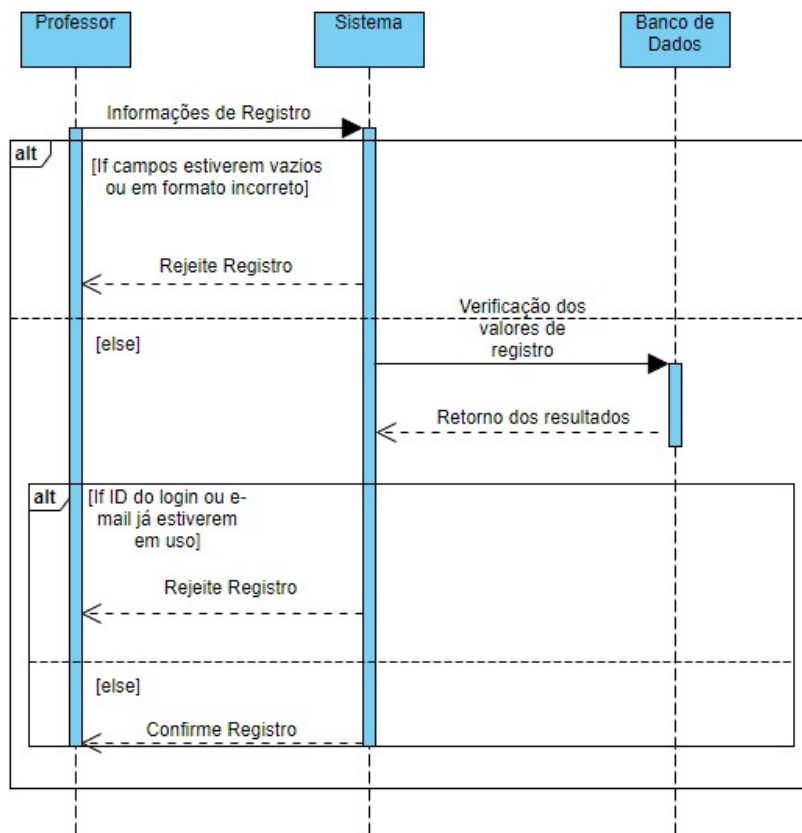 Professor
Sistema
Banco de
Dados
Informações de Registro
alt
[If campos estiverem vazios
ou em formato incorreto]
Rejeite Registro
Verificação dos
valores de
registro
[else]
Retorno dos resultados
alt
[If ID do login ou e-
mail já estiverem
em uso]
Rejeite Registro
[else]
Confirme Registro